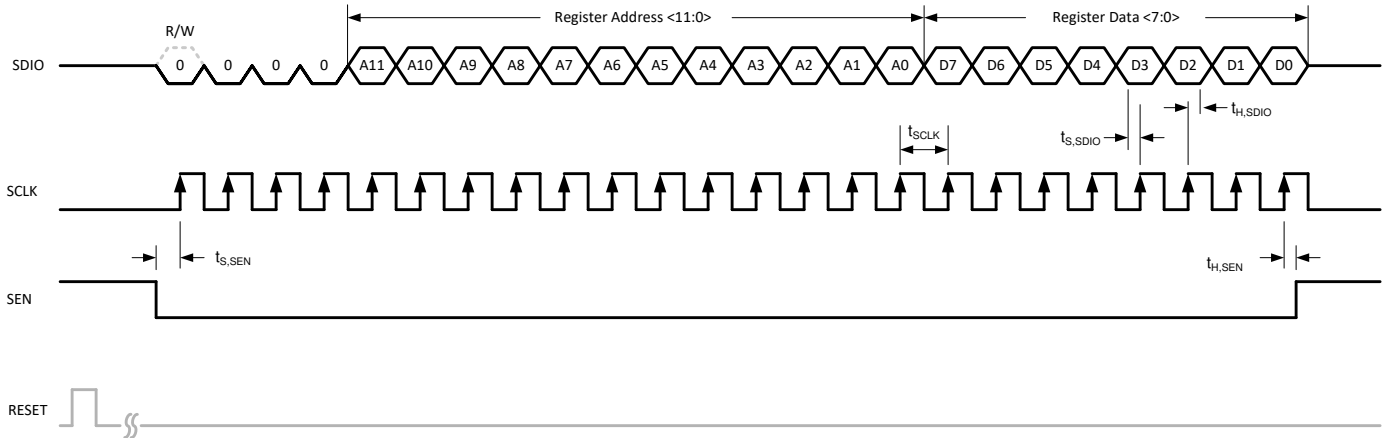 Register Address <11:0> Register Data <7:0>
R/W
SDIO 0 0 0 0 A11 A10 A9 A8 A7 A6 A5 A4 A3 A2 A1 A0 D7 D6 D5 D4 D3 D2 D1 D0
tH,SDIO
tSCLK tS,SDIO
SCLK
tS,SEN tH,SEN
SEN
RESET